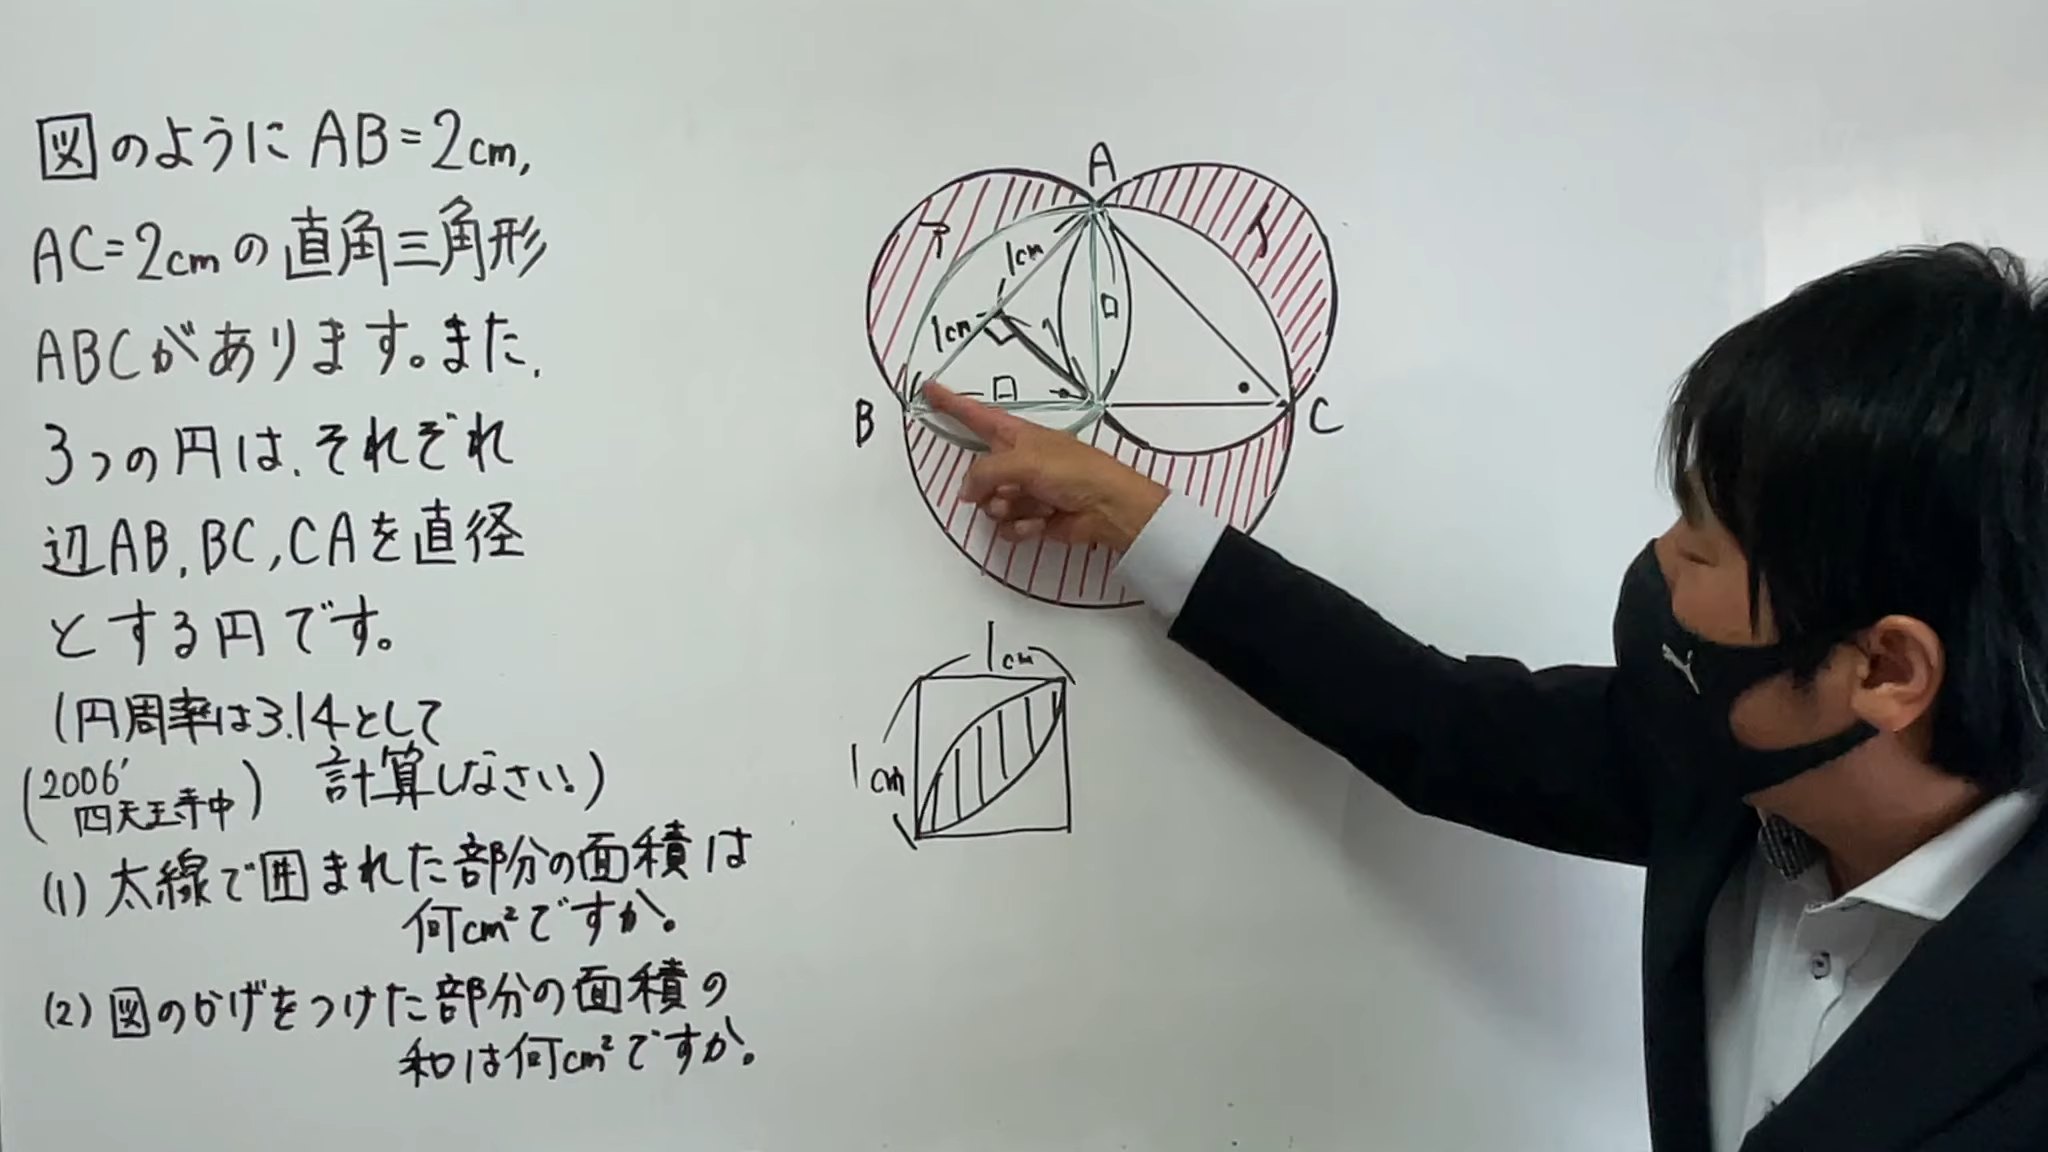 図のようにAB=2cm,
AC=2cmの直角三角形
ABCがあります。また、
3つの円は、それぞれ
辺AB,BC,CAを直径
とする円です。
(円周率は3.14として
計算しなさい。)
(2006' 四天王寺中)
(1)太線で囲まれた部分の面積は
何cm²ですか。
(2)図のかげをつけた部分の面積の
和は何cm²ですか。
A
ア
イ
1cm
1cm
ロ
ロ
B
C
1cm
1cm